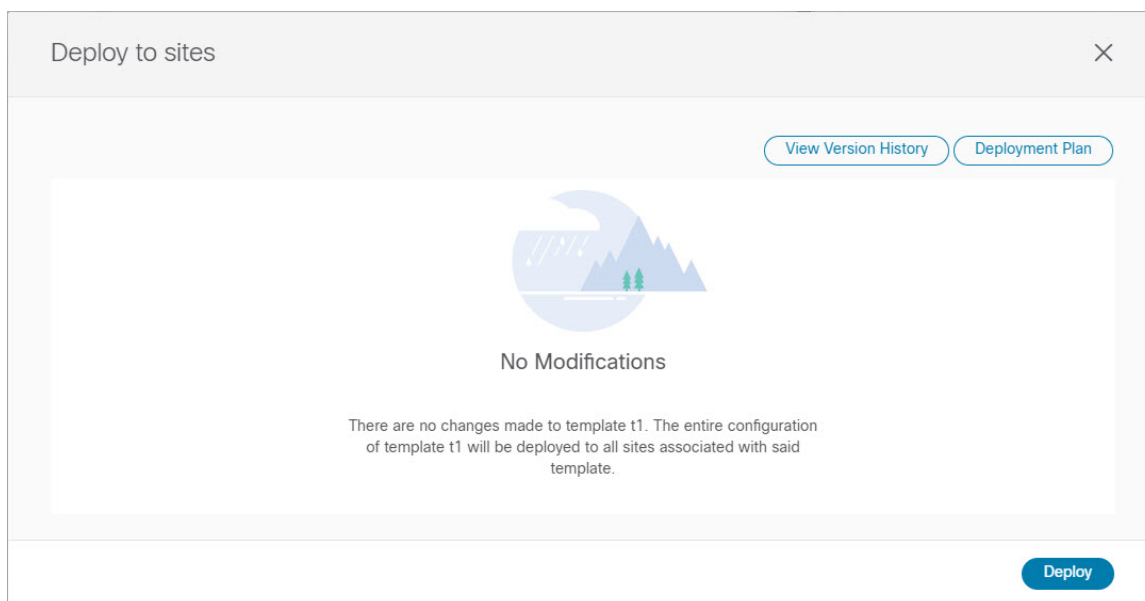 Deploy to sites
View Version History
Deployment Plan
No Modifications
There are no changes made to template t1. The entire configuration
of template t1 will be deployed to all sites associated with said
template.
Deploy